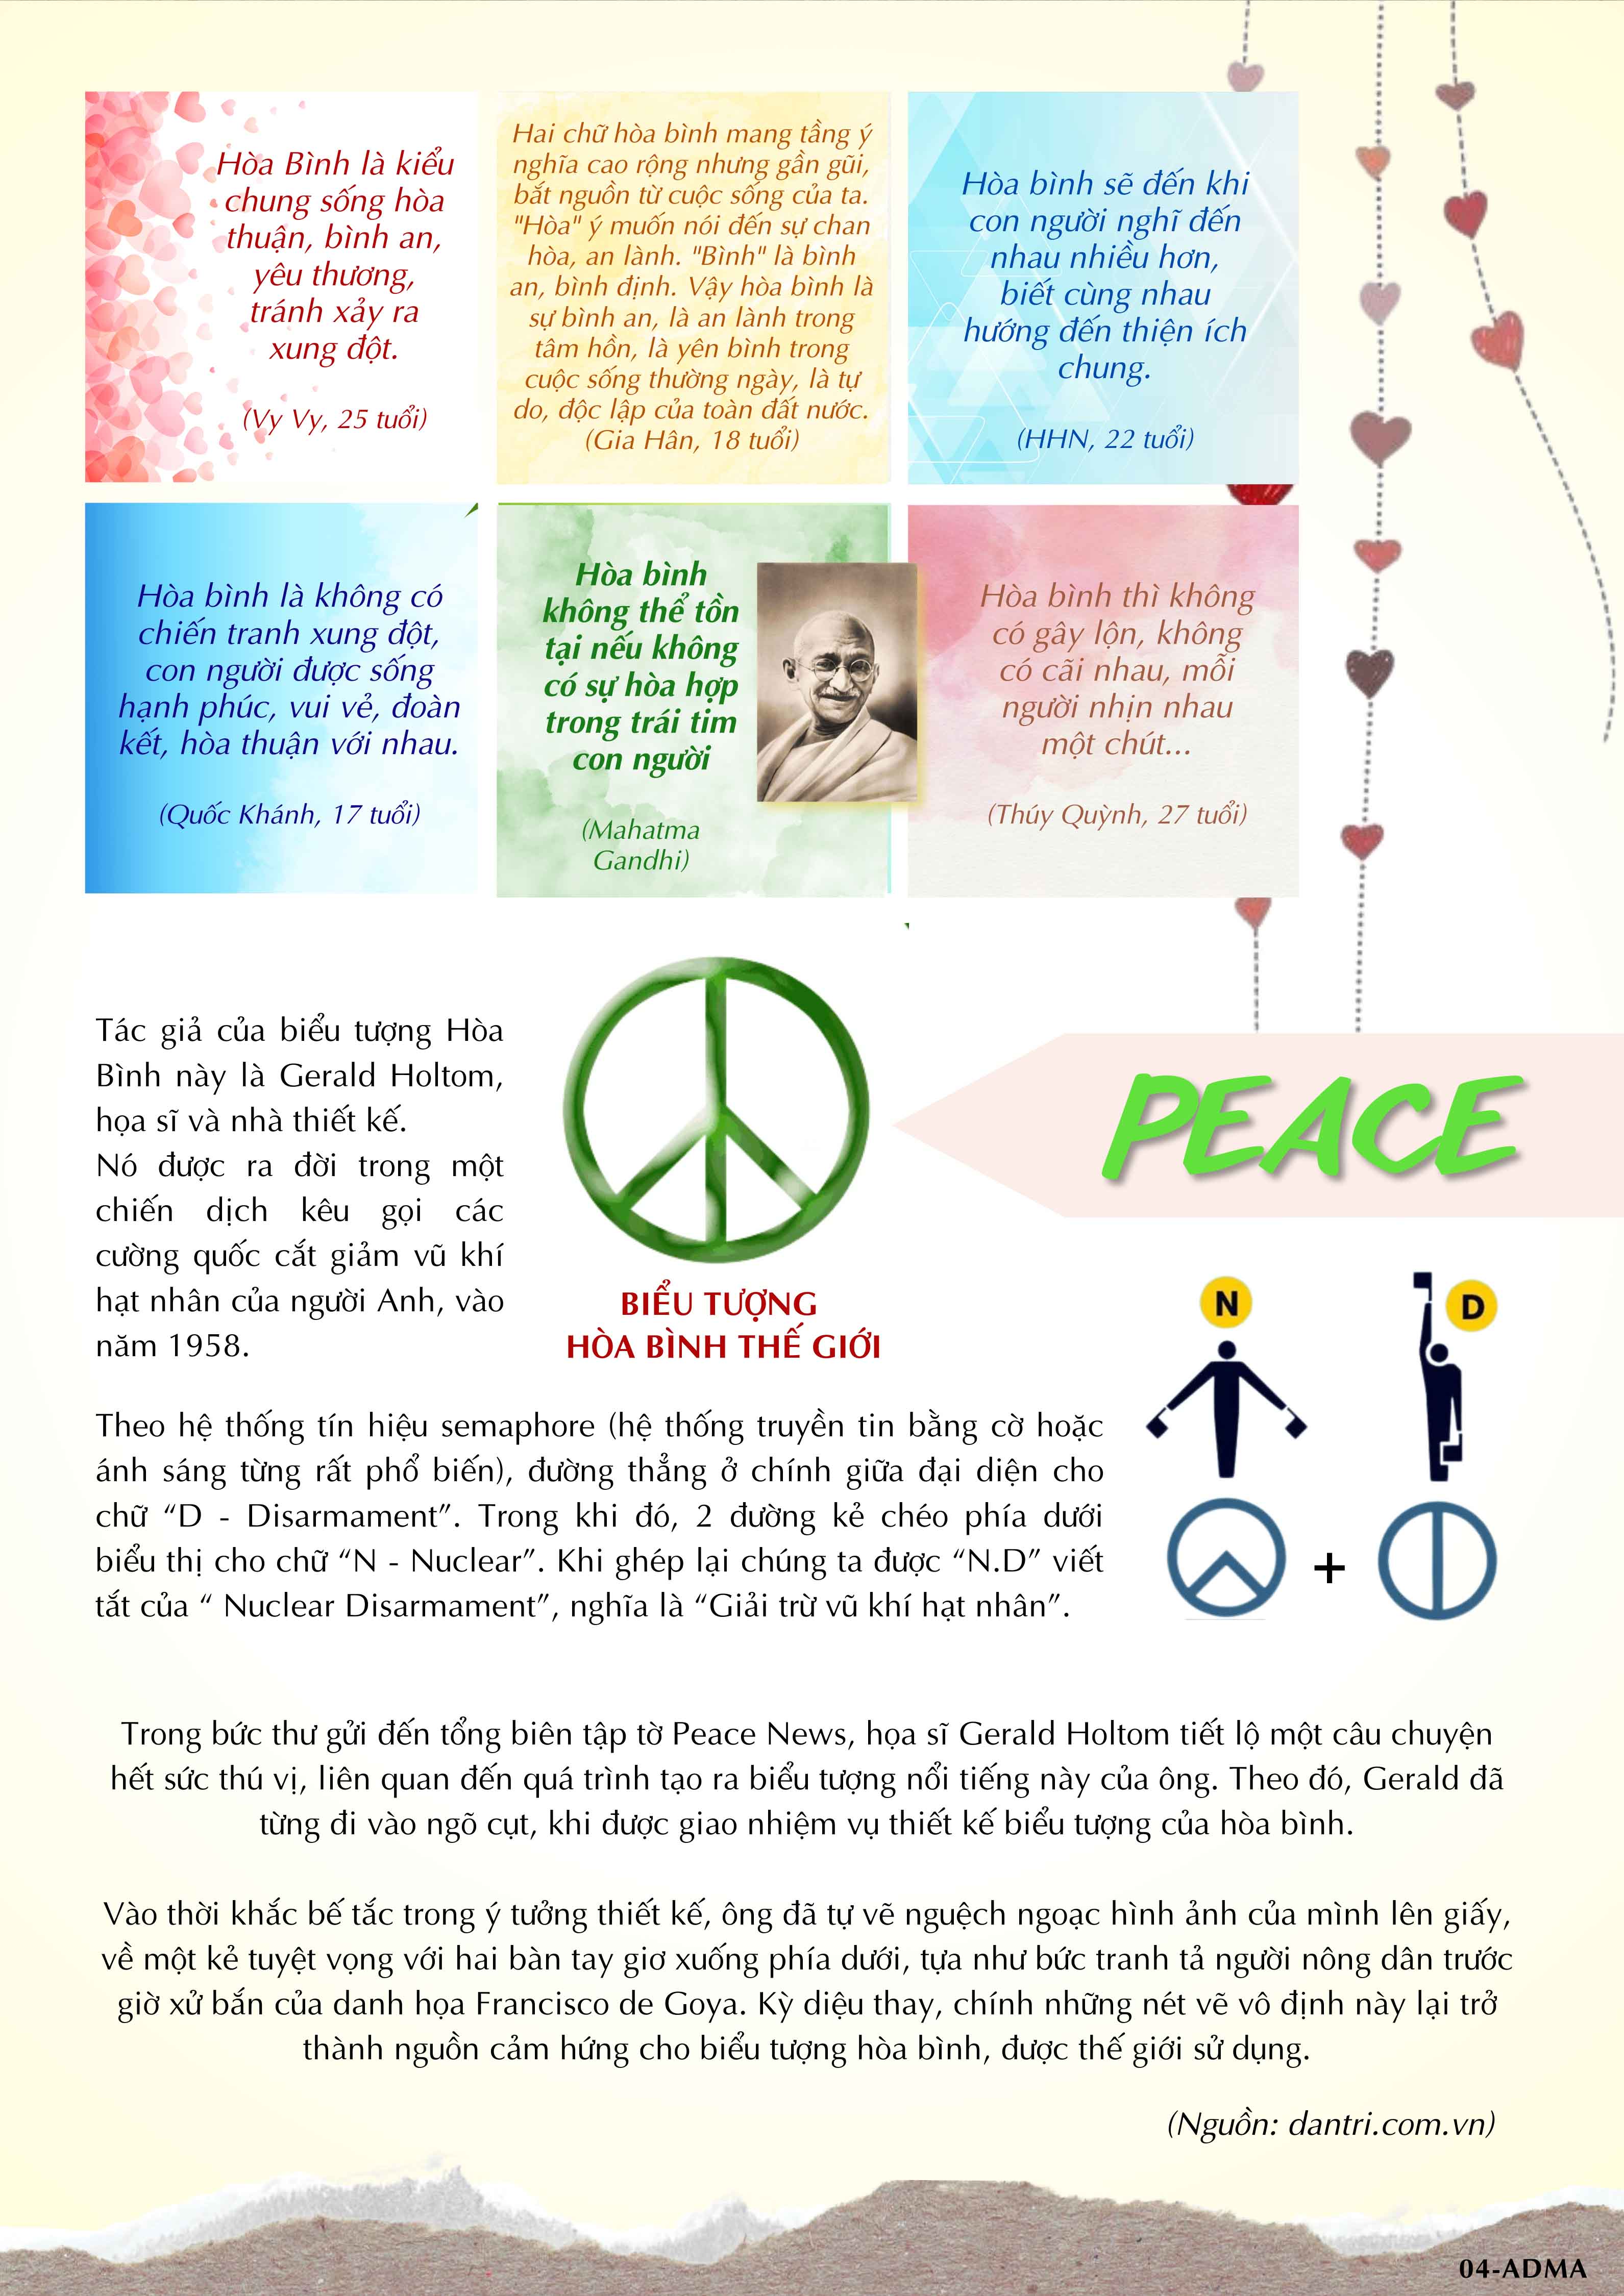 Hòa Bình là kiểu
chung sống hòa
thuận, bình an,
yêu thương,
tránh xảy ra
xung đột.
(Vy Vy, 25 tuổi)
Hai chữ hòa bình mang tầng ý
nghĩa cao rộng nhưng gần gũi,
bắt nguồn từ cuộc sống của ta.
"Hòa" ý muốn nói đến sự chan
hòa, an lành. "Bình" là bình
an, bình định. Vậy hòa bình là
sự bình an, là an lành trong
tâm hồn, là yên bình trong
cuộc sống thường ngày, là tự
do, độc lập của toàn đất nước.
(Gia Hân, 18 tuổi)
Hòa bình sẽ đến khi
con người nghĩ đến
nhau nhiều hơn,
biết cùng nhau
hướng đến thiện ích
chung.
(HHN, 22 tuổi)
Hòa bình là không có
chiến tranh xung đột,
con người được sống
hạnh phúc, vui vẻ, đoàn
kết, hòa thuận với nhau.
(Quốc Khánh, 17 tuổi)
Hòa bình
không thể tồn
tại nếu không
có sự hòa hợp
trong trái tim
con người
(Mahatma
Gandhi)
Hòa bình thì không
có gây lộn, không
có cãi nhau, mỗi
người nhịn nhau
một chút...
(Thúy Quỳnh, 27 tuổi)
Tác giả của biểu tượng Hòa
Bình này là Gerald Holtom,
họa sĩ và nhà thiết kế.
Nó được ra đời trong một
chiến dịch kêu gọi các
cường quốc cắt giảm vũ khí
hạt nhân của người Anh, vào
năm 1958.
BIỂU TƯỢNG
HÒA BÌNH THẾ GIỚI
PEACE
N
D
+
Theo hệ thống tín hiệu semaphore (hệ thống truyền tin bằng cờ hoặc
ánh sáng từng rất phổ biến), đường thẳng ở chính giữa đại diện cho
chữ “D - Disarmament”. Trong khi đó, 2 đường kẻ chéo phía dưới
biểu thị cho chữ “N - Nuclear”. Khi ghép lại chúng ta được “N.D” viết
tắt của “ Nuclear Disarmament”, nghĩa là “Giải trừ vũ khí hạt nhân”.
Trong bức thư gửi đến tổng biên tập tờ Peace News, họa sĩ Gerald Holtom tiết lộ một câu chuyện
hết sức thú vị, liên quan đến quá trình tạo ra biểu tượng nổi tiếng này của ông. Theo đó, Gerald đã
từng đi vào ngõ cụt, khi được giao nhiệm vụ thiết kế biểu tượng của hòa bình.
Vào thời khắc bế tắc trong ý tưởng thiết kế, ông đã tự vẽ nguệch ngoạc hình ảnh của mình lên giấy,
về một kẻ tuyệt vọng với hai bàn tay giơ xuống phía dưới, tựa như bức tranh tả người nông dân trước
giờ xử bắn của danh họa Francisco de Goya. Kỳ diệu thay, chính những nét vẽ vô định này lại trở
thành nguồn cảm hứng cho biểu tượng hòa bình, được thế giới sử dụng.
(Nguồn: dantri.com.vn)
04-ADMA